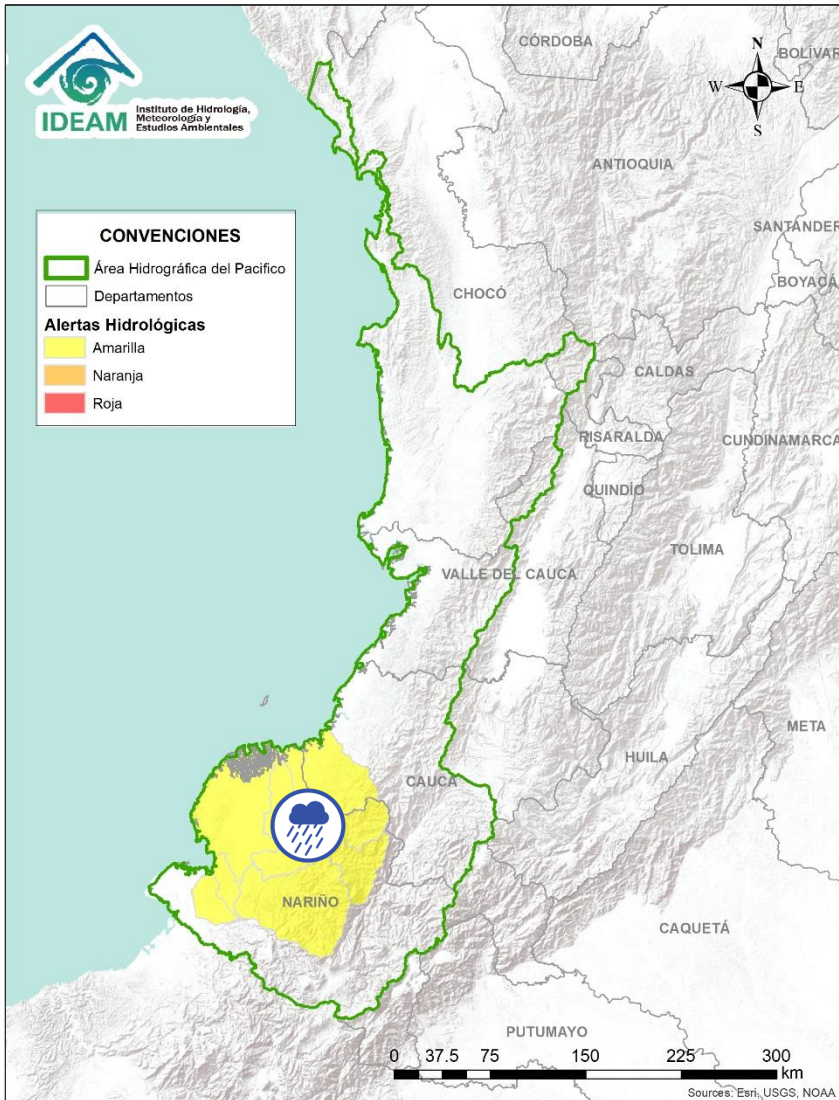 IDEAM
Instituto de Hidrología,
Meteorología y
Estudios Ambientales
CÓRDOBA
BOLÍVAR
N
W
E
S
ANTIOQUIA
SANTANDER
BOYACÁ
CONVENCIONES
Área Hidrográfica del Pacifico
Departamentos
Alertas Hidrológicas
Amarilla
Naranja
Roja
CHOCÓ
CALDAS
RISARALDA
CUNDINAMARCA
QUINDÍO
TOLIMA
VALLE DEL CAUCA
META
HUILA
CAUCA
NARIÑO
CAQUETÁ
PUTUMAYO
0 37.5 75 150 225 300
km
Sources: Esri, USGS, NOAA